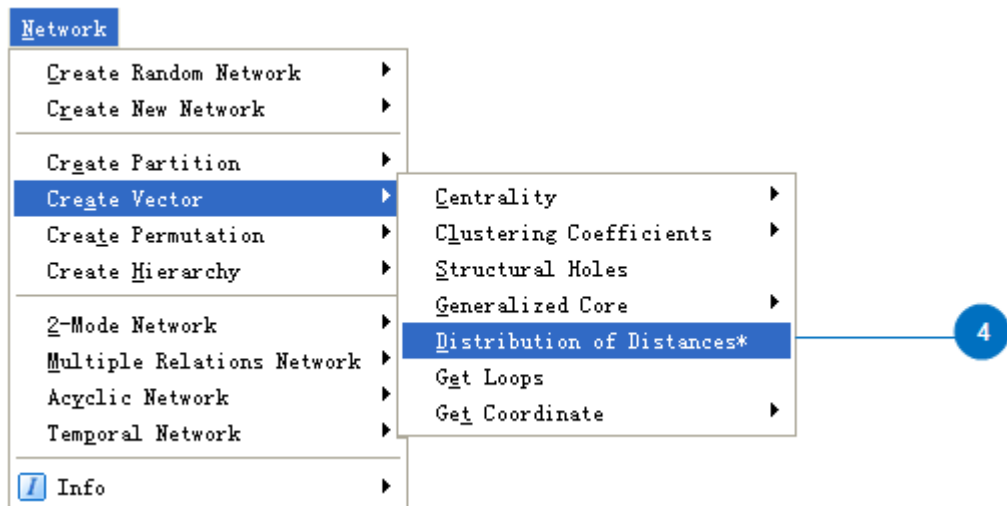 Network
Create Random Network
Create New Network
Create Partition
Create Vector
Create Permutation
Create Hierarchy
2-Mode Network
Multiple Relations Network
Acyclic Network
Temporal Network
Info
Centrality
Clustering Coefficients
Structural Holes
Generalized Core
Distribution of Distances*
Get Loops
Get Coordinate
4